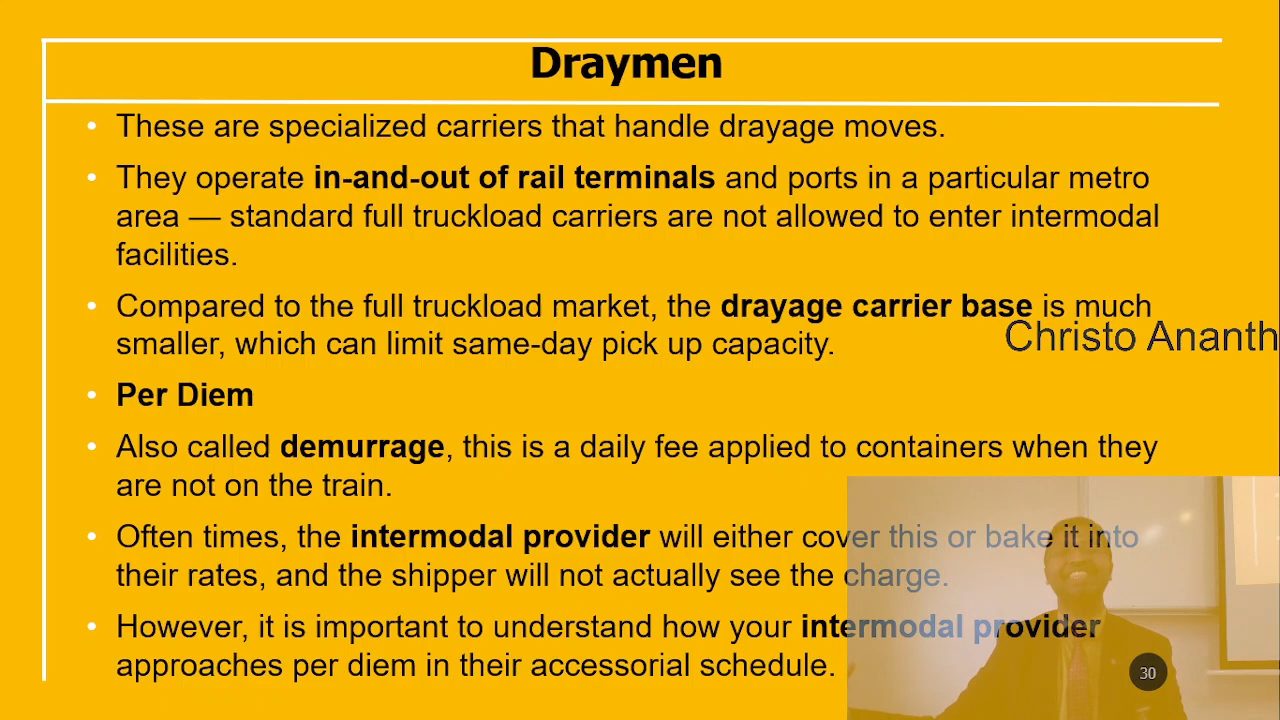 Draymen
• These are specialized carriers that handle drayage moves.
• They operate in-and-out of rail terminals and ports in a particular metro
area — standard full truckload carriers are not allowed to enter intermodal
facilities.
• Compared to the full truckload market, the drayage carrier base is much
smaller, which can limit same-day pick up capacity.
Christo Ananth
• Per Diem
• Also called demurrage, this is a daily fee applied to containers when they
are not on the train.
• Often times, the intermodal provider will either cover this or bake it into
their rates, and the shipper will not actually see the charge.
• However, it is important to understand how your intermodal provider
approaches per diem in their accessorial schedule.
30